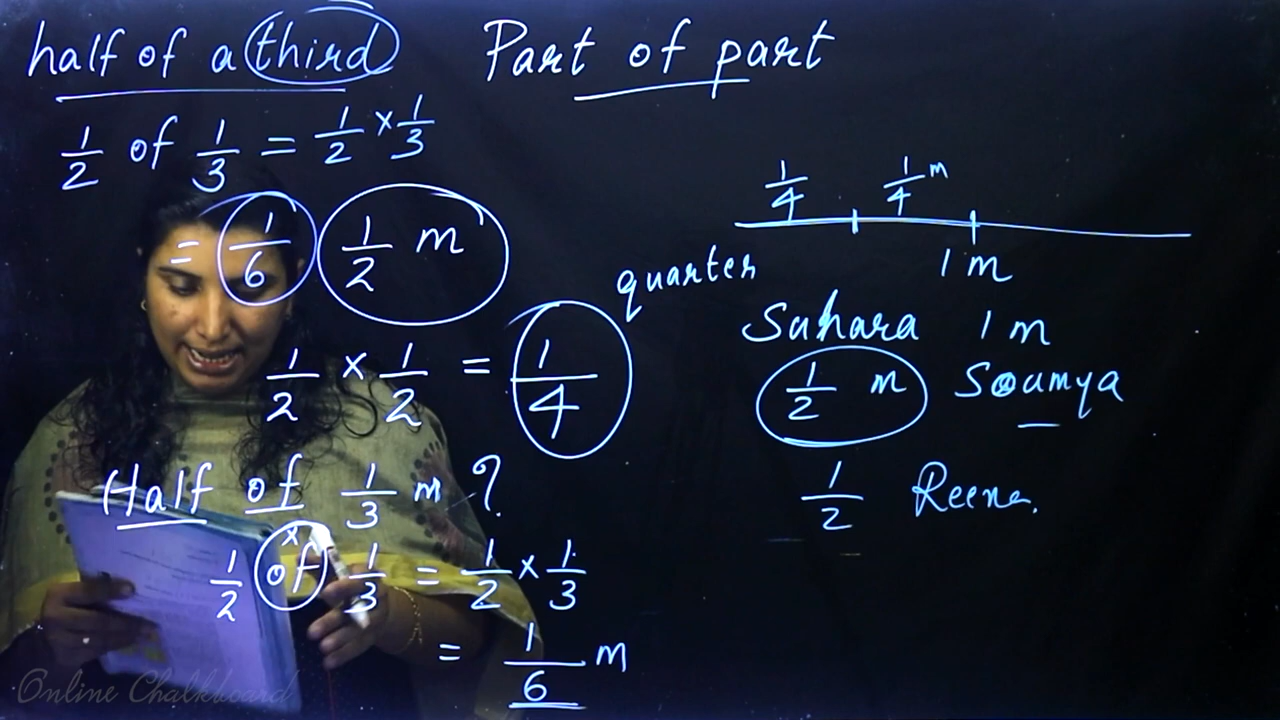 half of a third
Part of part
1/2 of 1/3 = 1/2 × 1/3
= 1/6
1/2 m
1/2 × 1/2 = 1/4
quarter
Half of 1/3 m ?
×
1/2 of 1/3 = 1/2 × 1/3
= 1/6 m
1/4 1/4 m
1 m
Suhara 1 m
1/2 m Soumya
1/2 Reena.
Online Chalkboard